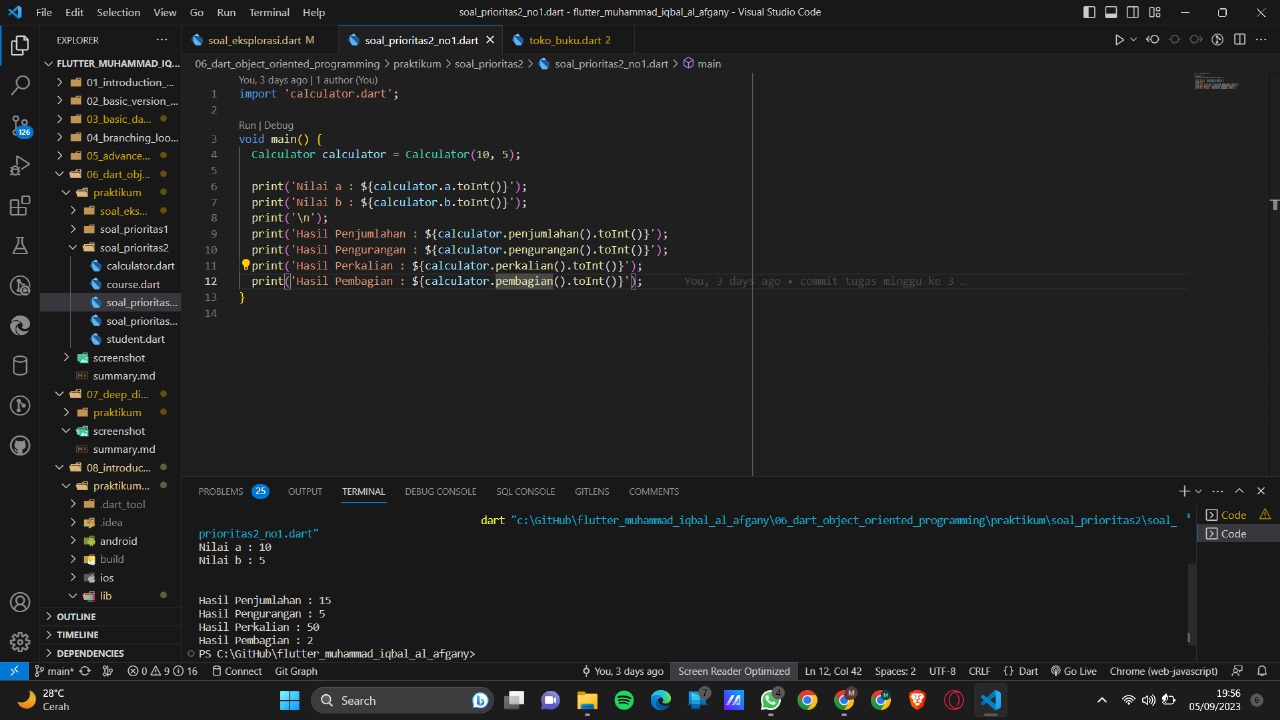 File Edit Selection View Go Run Terminal Help
soal_prioritas2_no1.dart - flutter_muhammad_iqbal_al_afgany - Visual Studio Code
EXPLORER
soal_eksplorasi.dart M
soal_prioritas2_no1.dart
toko_buku.dart 2
FLUTTER_MUHAMMAD_IQ...
01_introduction_...
02_basic_version_...
03_basic_da...
04_branching_loo...
05_advance...
06_dart_obj...
praktikum
soal_eks...
soal_prioritas1
soal_prioritas2
calculator.dart
course.dart
soal_prioritas...
soal_prioritas...
student.dart
screenshot
summary.md
07_deep_di...
praktikum
screenshot
summary.md
08_introduc...
praktikum...
.dart_tool
.idea
android
build
ios
lib
OUTLINE
TIMELINE
DEPENDENCIES
126
06_dart_object_oriented_programming > praktikum > soal_prioritas2 > soal_prioritas2_no1.dart > main
You, 3 days ago | 1 author (You)
1 import 'calculator.dart';
2
Run | Debug
3 void main() {
4 Calculator calculator = Calculator(10, 5);
5
6 print('Nilai a : ${calculator.a.toInt()}');
7 print('Nilai b : ${calculator.b.toInt()}');
8 print('\n');
9 print('Hasil Penjumlahan : ${calculator.penjumlahan().toInt()}');
10 print('Hasil Pengurangan : ${calculator.pengurangan().toInt()}');
11 print('Hasil Perkalian : ${calculator.perkalian().toInt()}');
12 print('Hasil Pembagian : ${calculator.pembagian().toInt()}'); You, 3 days ago • commit tugas minggu ke 3 …
13 }
14
PROBLEMS 25 OUTPUT TERMINAL DEBUG CONSOLE SQL CONSOLE GITLENS COMMENTS
dart "c:\GitHub\flutter_muhammad_iqbal_al_afgany\06_dart_object_oriented_programming\praktikum\soal_prioritas2\soal_
prioritas2_no1.dart"
Nilai a : 10
Nilai b : 5
Hasil Penjumlahan : 15
Hasil Pengurangan : 5
Hasil Perkalian : 50
Hasil Pembagian : 2
PS C:\GitHub\flutter_muhammad_iqbal_al_afgany>
Code
Code
main* 0 9 16 Connect Git Graph You, 3 days ago Screen Reader Optimized Ln 12, Col 42 Spaces: 2 UTF-8 CRLF {} Dart Go Live Chrome (web-javascript)
28°C
Cerah
Search
7
4
M
M
19:56
05/09/2023
6